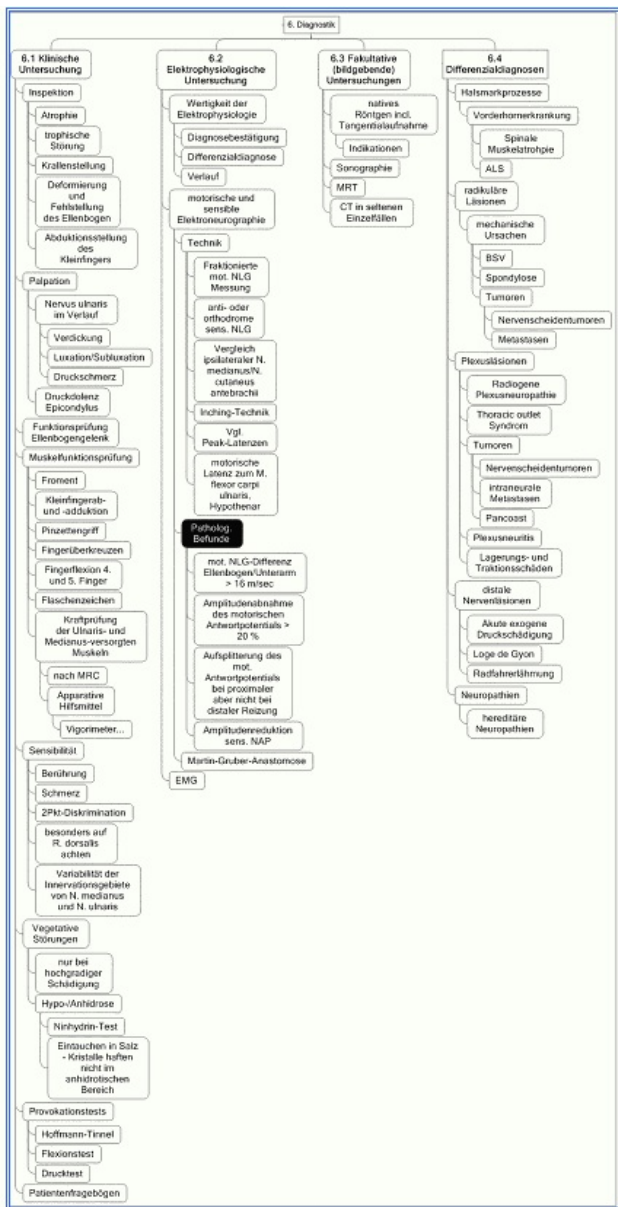 6. Diagnostik
6.1 Klinische
Untersuchung
Inspektion
Atrophie
trophische
Störung
Krallenstellung
Deformierung
und
Fehlstellung
des Ellenbogen
Abduktionsstellung
des
Kleinfingers
Palpation
Nervus ulnaris
im Verlauf
Verdickung
Luxation/Subluxation
Druckschmerz
Druckdolenz
Epicondylus
Funktionsprüfung
Ellenbogengelenk
Muskelfunktionsprüfung
Froment
Kleinfingerab-
und -adduktion
Pinzettengriff
Fingerüberkreuzen
Fingerflexion 4.
und 5. Finger
Flaschenzeichen
Kraftprüfung
der Ulnaris- und
Medianus-versorgten
Muskeln
nach MRC
Apparative
Hilfsmittel
Vigorimeter...
Sensibilität
Berührung
Schmerz
2Pkt-Diskrimination
besonders auf
R. dorsalis
achten
Variabilität der
Innervationsgebiete
von N. medianus
und N. ulnaris
Vegetative
Störungen
nur bei
hochgradiger
Schädigung
Hypo-/Anhidrose
Ninhydrin-Test
Eintauchen in Salz
- Kristalle haften
nicht im
anhidrotischen
Bereich
Provokationstests
Hoffmann-Tinnel
Flexionstest
Drucktest
Patientenfragebögen
6.2
Elektrophysiologische
Untersuchung
Wertigkeit der
Elektrophysiologie
Diagnosebestätigung
Differenzialdiagnose
Verlauf
motorische und
sensible
Elektroneurographie
Technik
Fraktionierte
mot. NLG
Messung
anti- oder
orthodrome
sens. NLG
Vergleich
ipsilateraler N.
medianus/N.
cutaneus
antebrachii
Inching-Technik
Vgl.
Peak-Latenzen
motorische
Latenz zum M.
flexor carpi
ulnaris,
Hypothenar
Patholog.
Befunde
mot. NLG-Differenz
Ellenbogen/Unterarm
> 16 m/sec
Amplitudenabnahme
des motorischen
Antwortpotentials >
20 %
Aufsplitterung des
mot.
Antwortpotentials
bei proximaler
aber nicht bei
distaler Reizung
Amplitudenreduktion
sens. NAP
Martin-Gruber-Anastomose
EMG
6.3 Fakultative
(bildgebende)
Untersuchungen
natives
Röntgen incl.
Tangentialaufnahme
Indikationen
Sonographie
MRT
CT in seltenen
Einzelfällen
6.4
Differenzialdiagnosen
Halsmarkprozesse
Vorderhornerkrankung
Spinale
Muskelatrohpie
ALS
radikuläre
Läsionen
mechanische
Ursachen
BSV
Spondylose
Tumoren
Nervenscheidentumoren
Metastasen
Plexusläsionen
Radiogene
Plexusneuropathie
Thoracic outlet
Syndrom
Tumoren
Nervenscheidentumoren
intraneurale
Metastasen
Pancoast
Plexusneuritis
Lagerungs- und
Traktionsschäden
distale
Nervenläsionen
Akute exogene
Druckschädigung
Loge de Gyon
Radfahrerlähmung
Neuropathien
hereditäre
Neuropathien